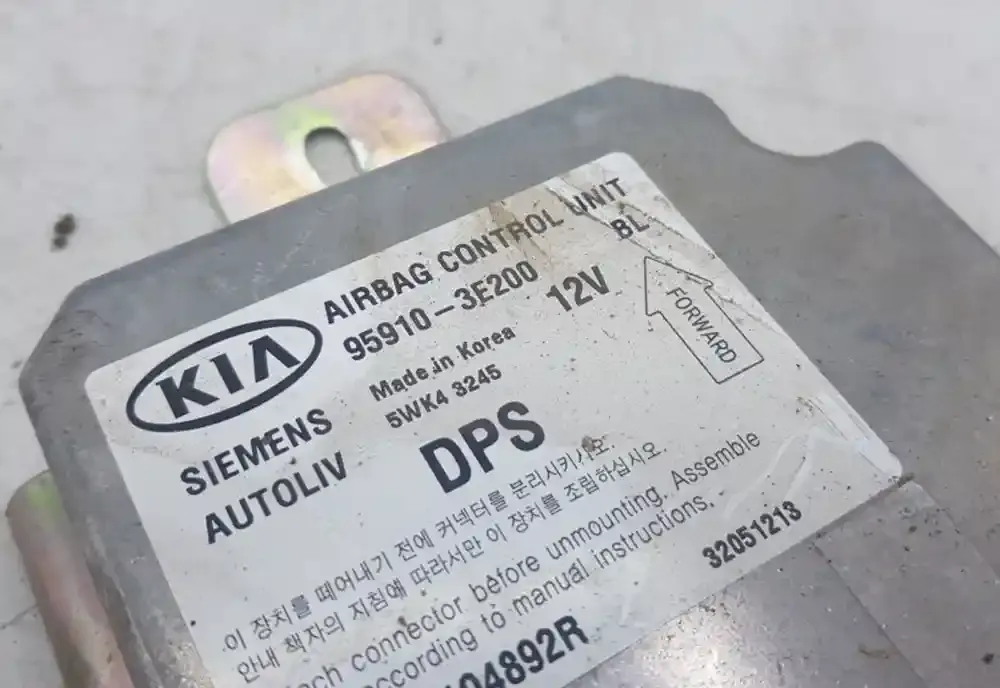 KIA
AIRBAG CONTROL UNIT
95910-3E200 BL
Made in Korea 12V
5WK4 3245
FORWARD
SIEMENS
AUTOLIV
DPS
이 장치를 떼어내기 전에 커넥터를 분리시키시오.
안내 책자의 지침에 따라서만 이 장치를 조립하십시오.
connector before unmounting. Assemble
according to manual instructions.
32051213
04892R